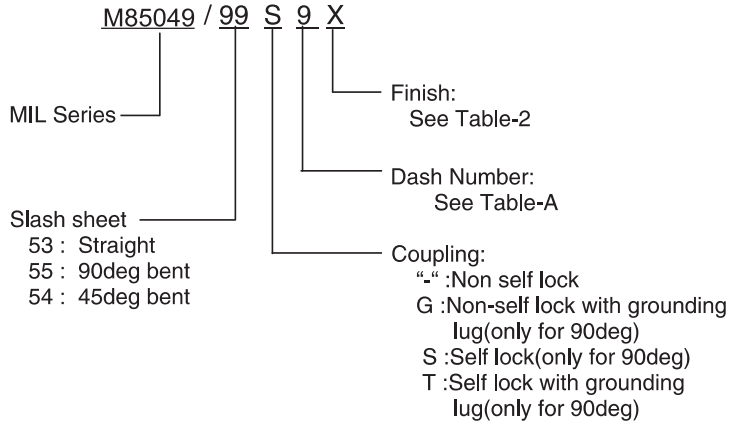 M85049 / 99 S 9 X
Finish:
See Table-2
MIL Series
Dash Number:
See Table-A
Slash sheet
53 : Straight
55 : 90deg bent
54 : 45deg bent
Coupling:
“-“ :Non self lock
G :Non-self lock with grounding
lug(only for 90deg)
S :Self lock(only for 90deg)
T :Self lock with grounding
lug(only for 90deg)